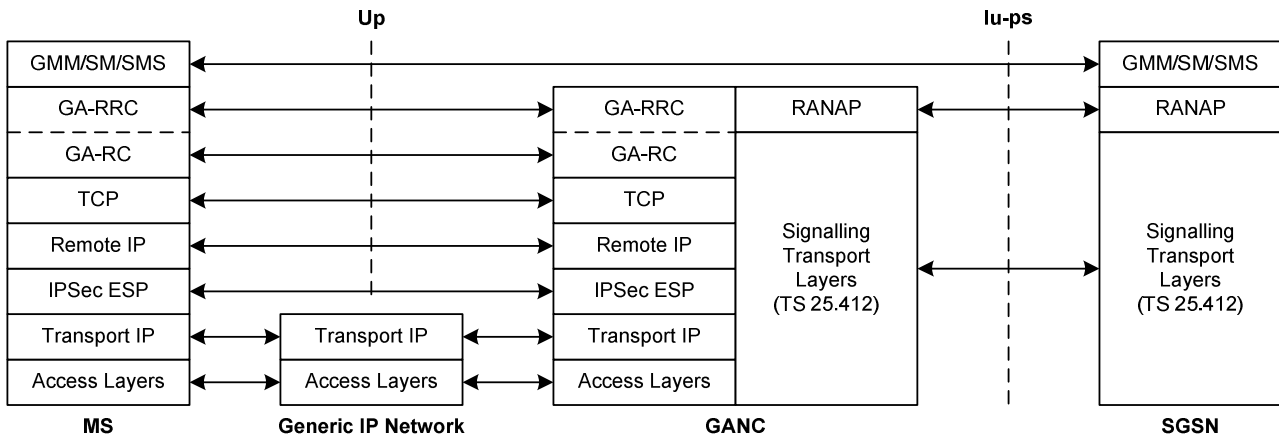 Up
Iu-ps
GMM/SM/SMS
GMM/SM/SMS
GA-RRC
GA-RRC
RANAP
RANAP
GA-RC
GA-RC
TCP
TCP
Remote IP
Remote IP
Signalling
Transport
Layers
(TS 25.412)
Signalling
Transport
Layers
(TS 25.412)
IPSec ESP
IPSec ESP
Transport IP
Transport IP
Transport IP
Access Layers
Access Layers
Access Layers
MS
Generic IP Network
GANC
SGSN